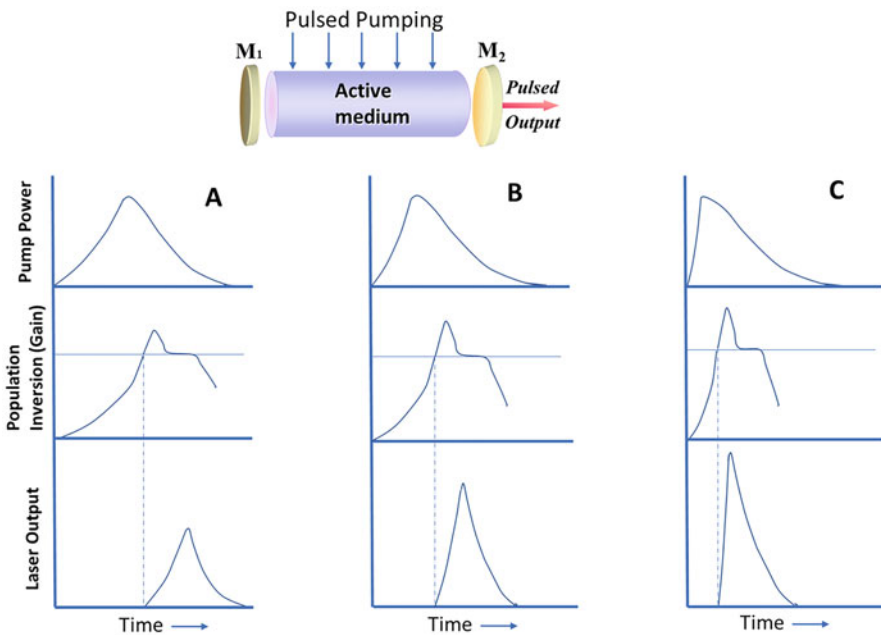 Pulsed Pumping
M1
M2
Active
medium
Pulsed
Output
A
B
C
Pump Power
Population
Inversion (Gain)
Laser Output
Time
Time
Time